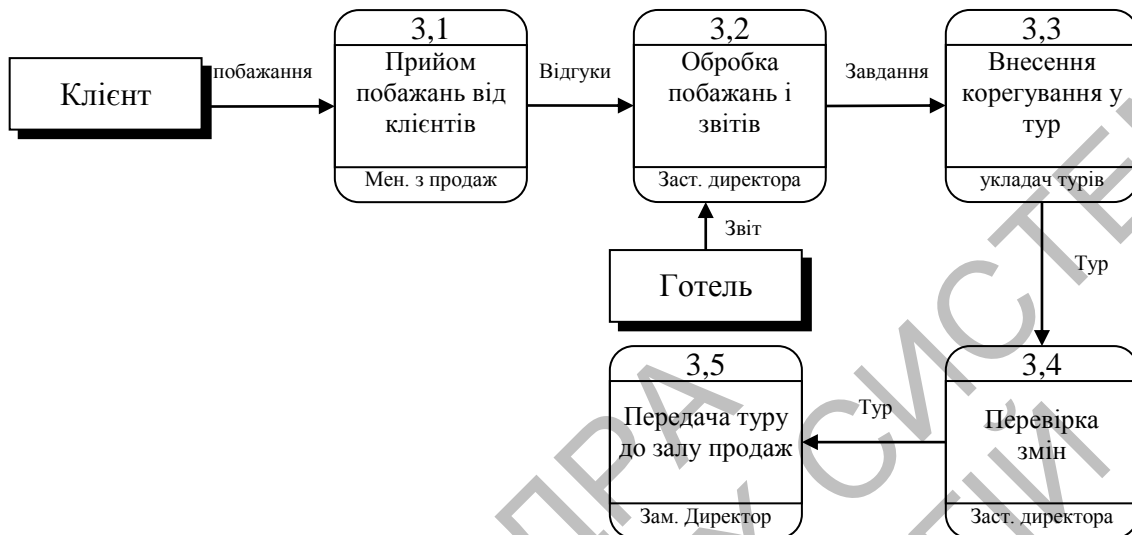 3,1
Прийом
побажань від
клієнтів
Мен. з продаж
3,2
Обробка
побажань і
звітів
Заст. директора
3,3
Внесення
корегування у
тур
укладач турів
Клієнт
побажання
Відгуки
Завдання
Звіт
Готель
Тур
3,5
Передача туру
до залу продаж
Зам. Директор
Тур
3,4
Перевірка
змін
Заст. директора